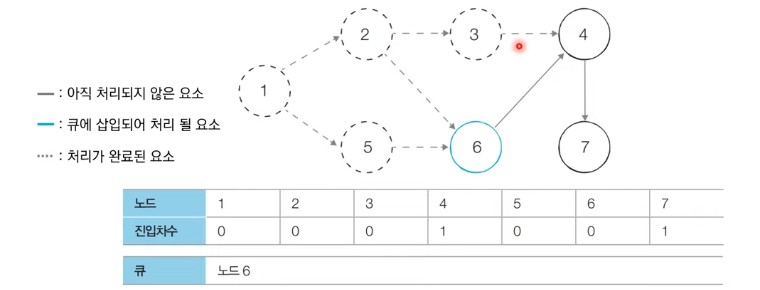 2
3
4
1
5
6
7
: 아직 처리되지 않은 요소
: 큐에 삽입되어 처리 될 요소
: 처리가 완료된 요소
노드 1 2 3 4 5 6 7
진입차수 0 0 0 1 0 0 1
큐 노드 6